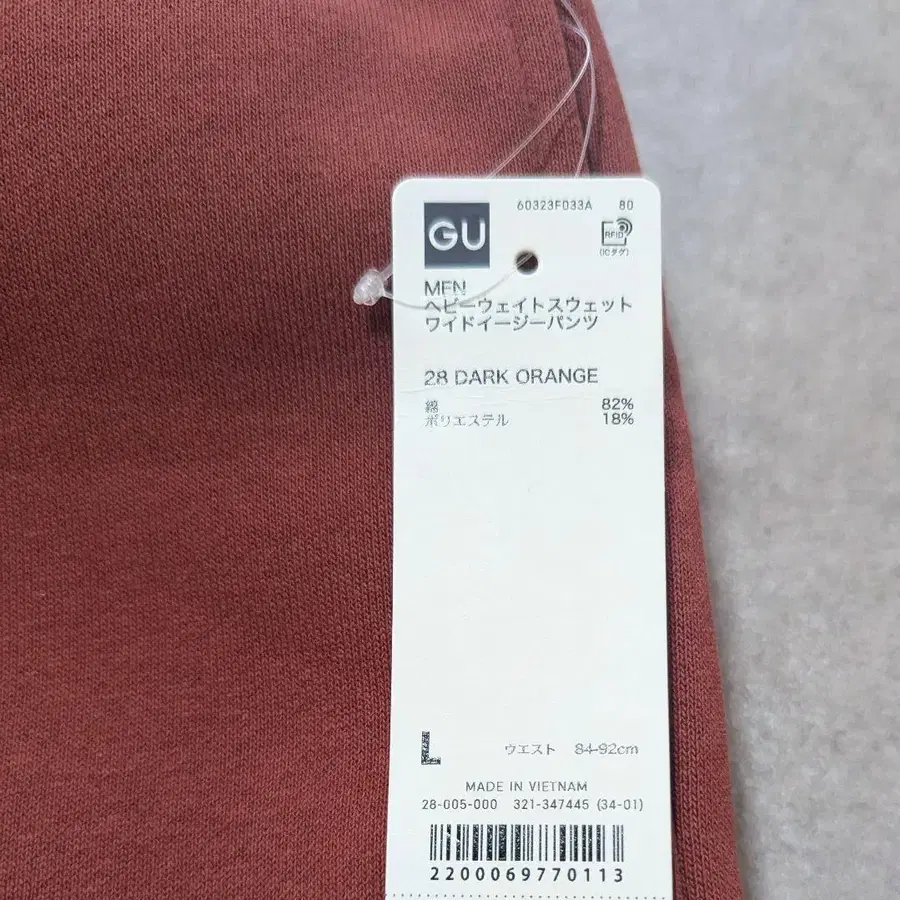 60323F033A 80
GU
RFID
(ICタグ)
MEN
ヘビーウェイトスウェット
ワイドイージーパンツ
28 DARK ORANGE
綿 82%
ポリエステル 18%
L ウエスト 84-92cm
MADE IN VIETNAM
28-005-000 321-347445 (34-01)
2200069770113